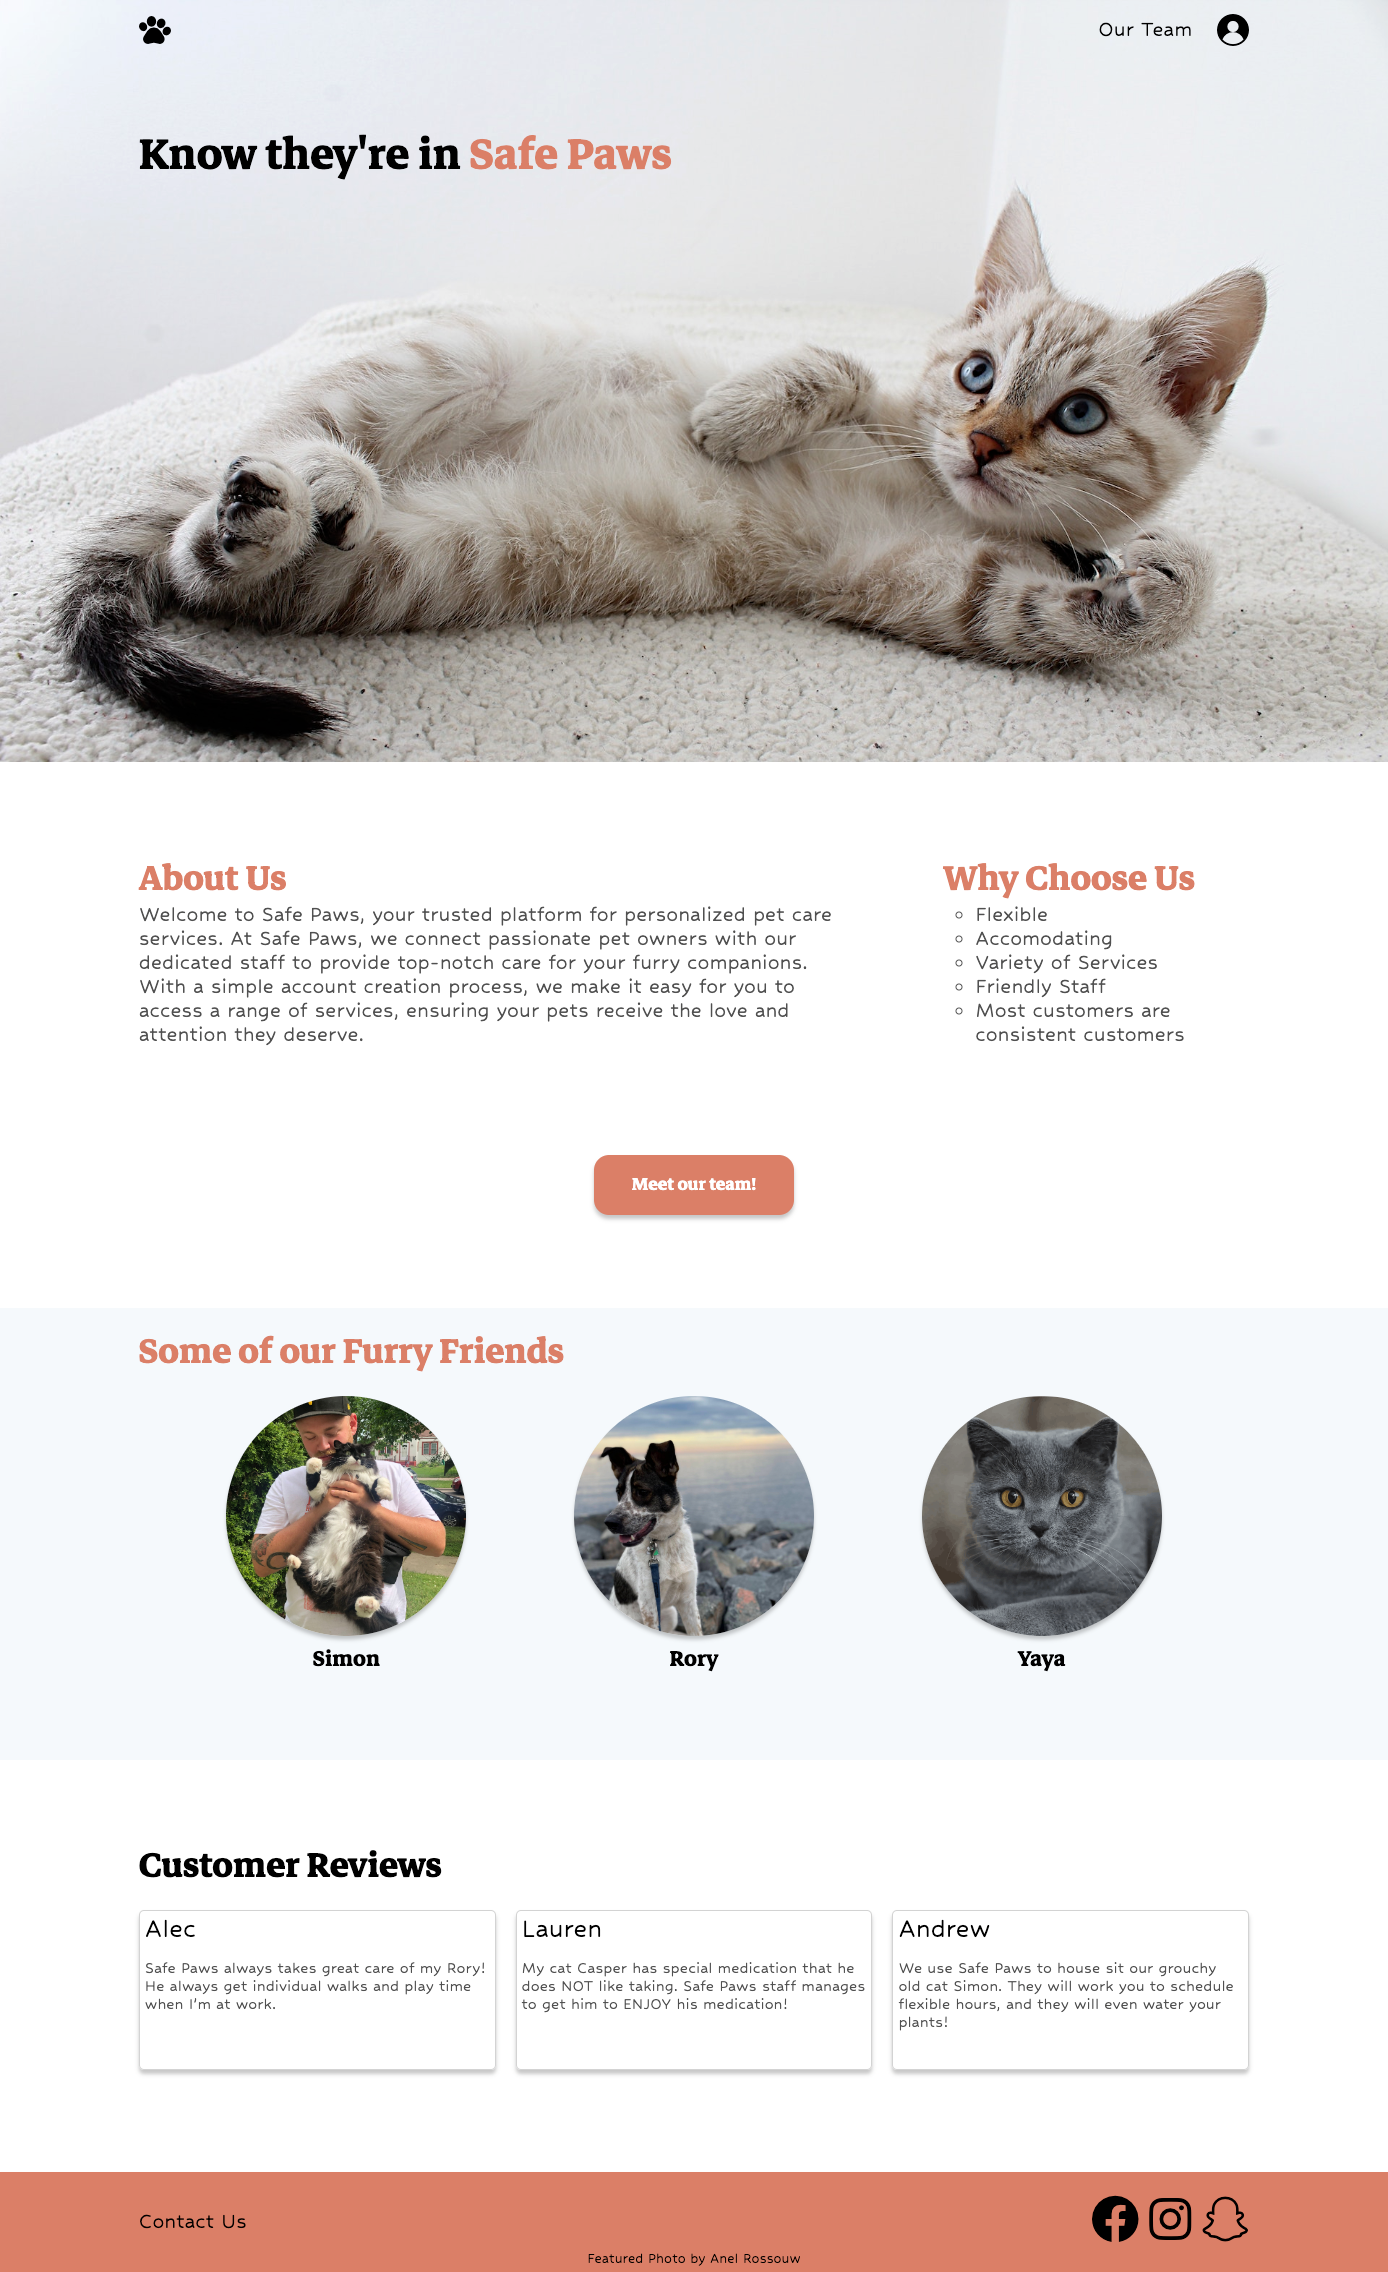 Our Team
Know they're in Safe Paws
About Us
Welcome to Safe Paws, your trusted platform for personalized pet care
services. At Safe Paws, we connect passionate pet owners with our
dedicated staff to provide top-notch care for your furry companions.
With a simple account creation process, we make it easy for you to
access a range of services, ensuring your pets receive the love and
attention they deserve.
Why Choose Us
Flexible
Accomodating
Variety of Services
Friendly Staff
Most customers are
consistent customers
Meet our team!
Some of our Furry Friends
Simon
Rory
Yaya
Customer Reviews
Alec
Safe Paws always takes great care of my Rory!
He always get individual walks and play time
when I'm at work.
Lauren
My cat Casper has special medication that he
does NOT like taking. Safe Paws staff manages
to get him to ENJOY his medication!
Andrew
We use Safe Paws to house sit our grouchy
old cat Simon. They will work you to schedule
flexible hours, and they will even water your
plants!
Contact Us
Featured Photo by Anel Rossouw